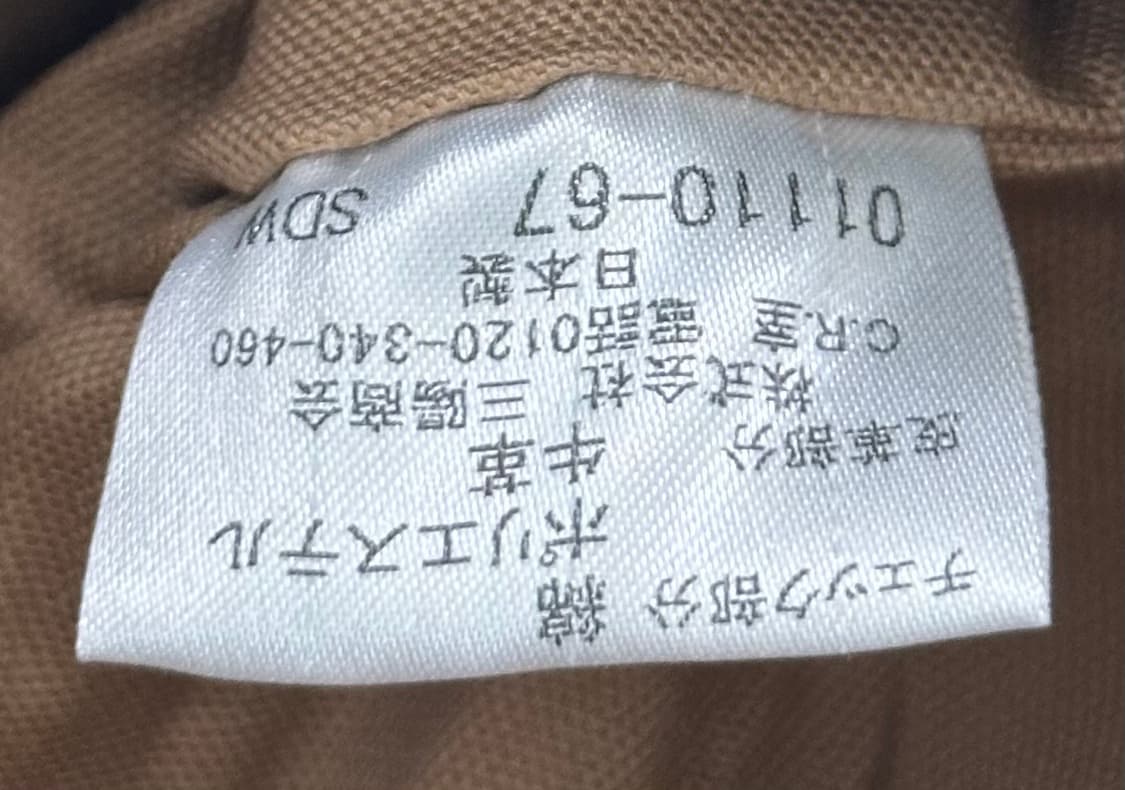 チェック部分 綿
ポリエステル
皮革部分 牛革
株式会社 三陽商会
C.R.室 電話0120-340-460
日本製
01110-67 SDW